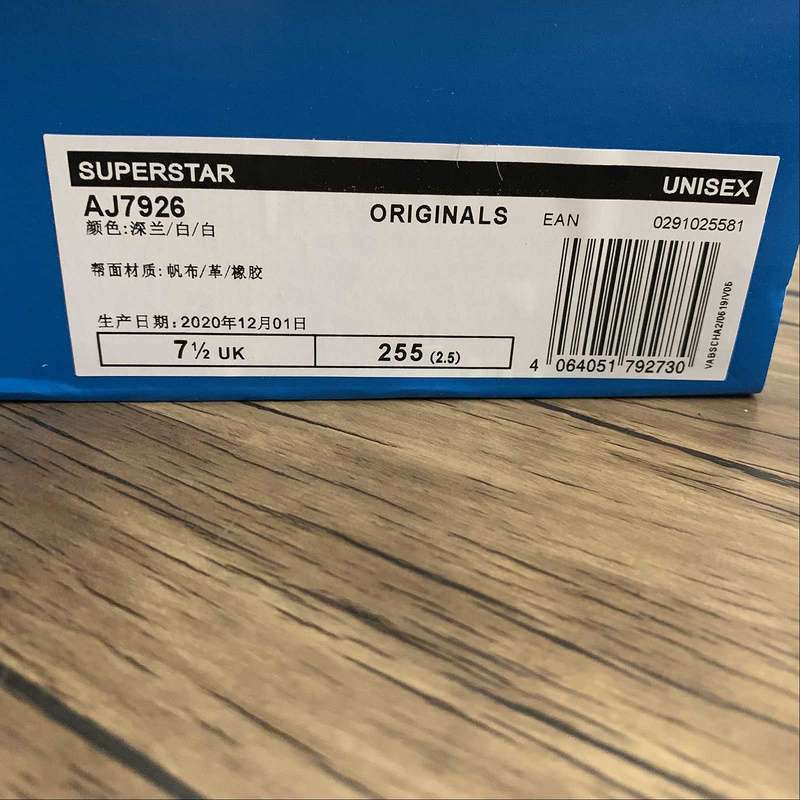 SUPERSTAR
UNISEX
AJ7926
ORIGINALS
EAN
0291025581
颜色:深兰/白/白
帮面材质:帆布/革/橡胶
生产日期:2020年12月01日
7½ UK
255 (2.5)
4 064051 792730
VABSCHA2/0619/V06